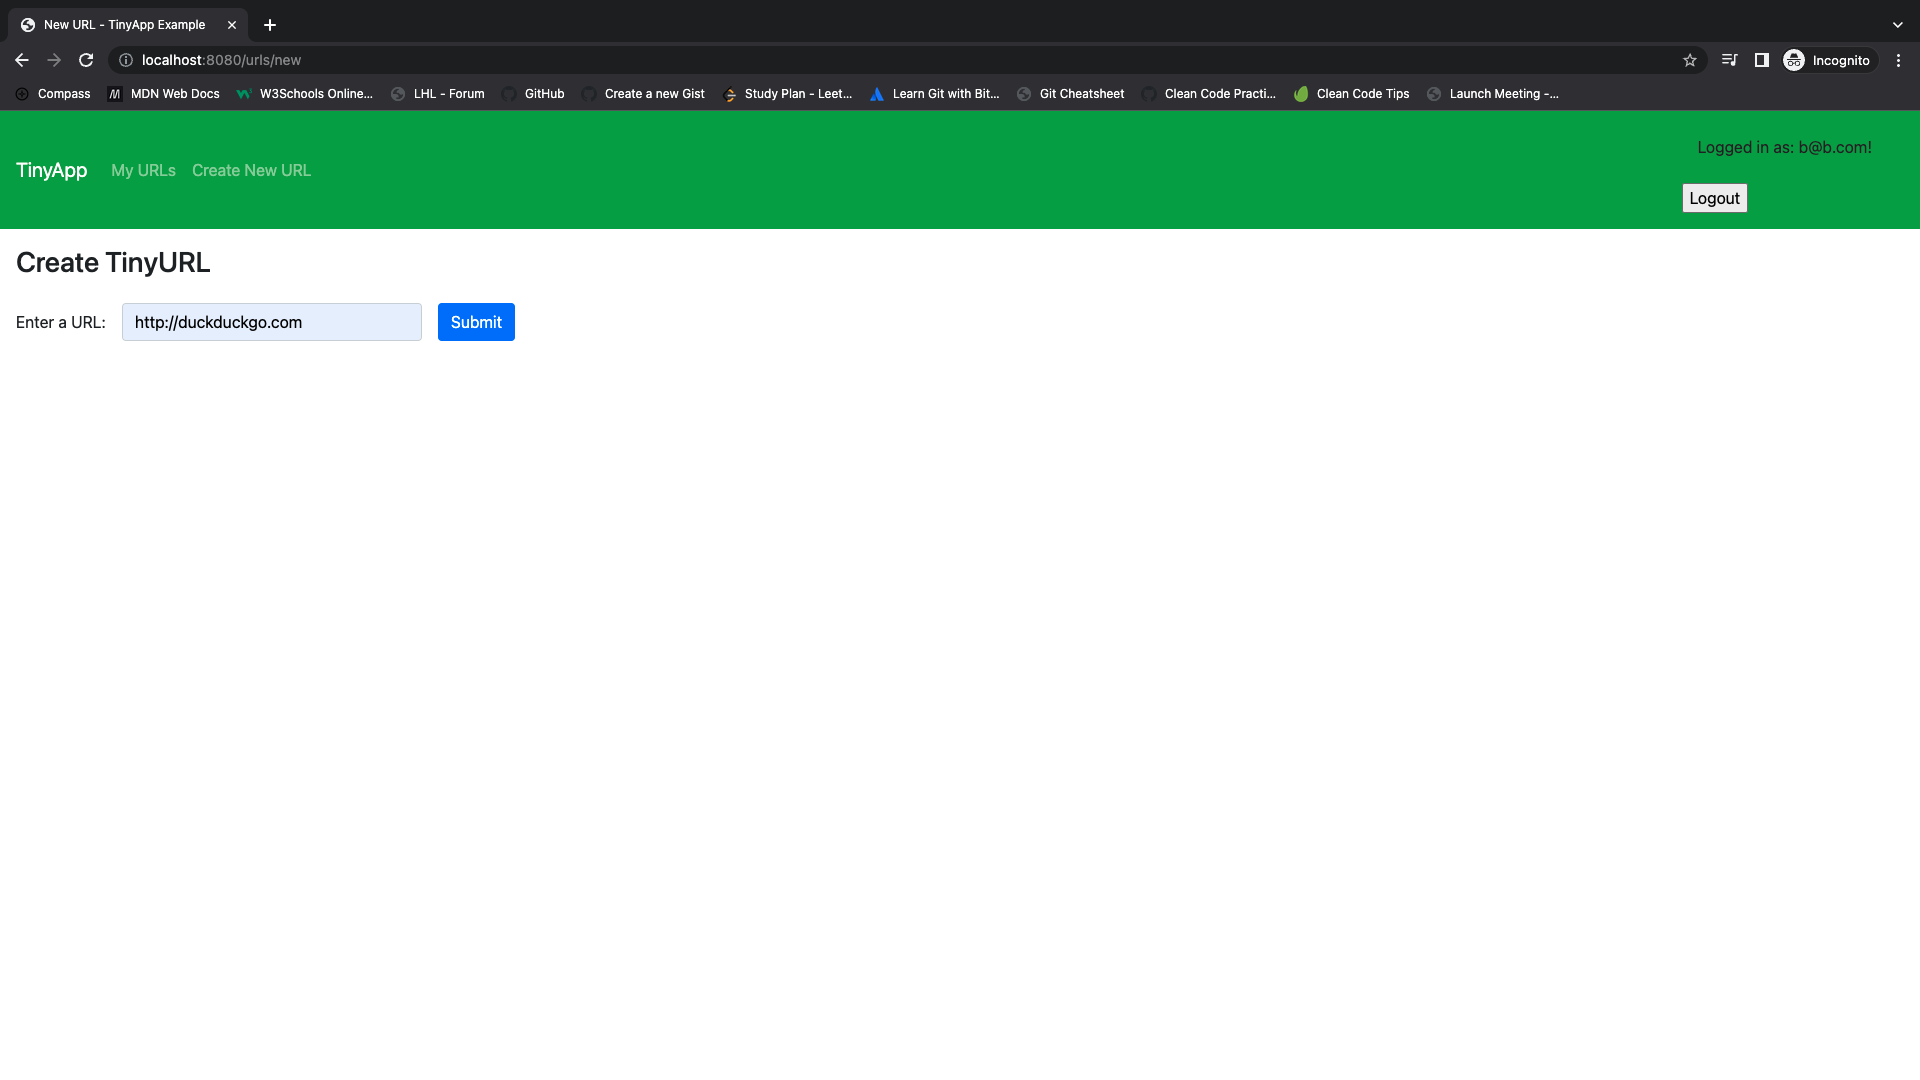 New URL - TinyApp Example
localhost:8080/urls/new
Incognito
Compass MDN Web Docs W3Schools Online... LHL - Forum GitHub Create a new Gist Study Plan - Leet... Learn Git with Bit... Git Cheatsheet Clean Code Practi... Clean Code Tips Launch Meeting -...
Logged in as: b@b.com!
TinyApp My URLs Create New URL
Logout
Create TinyURL
Enter a URL: http://duckduckgo.com Submit